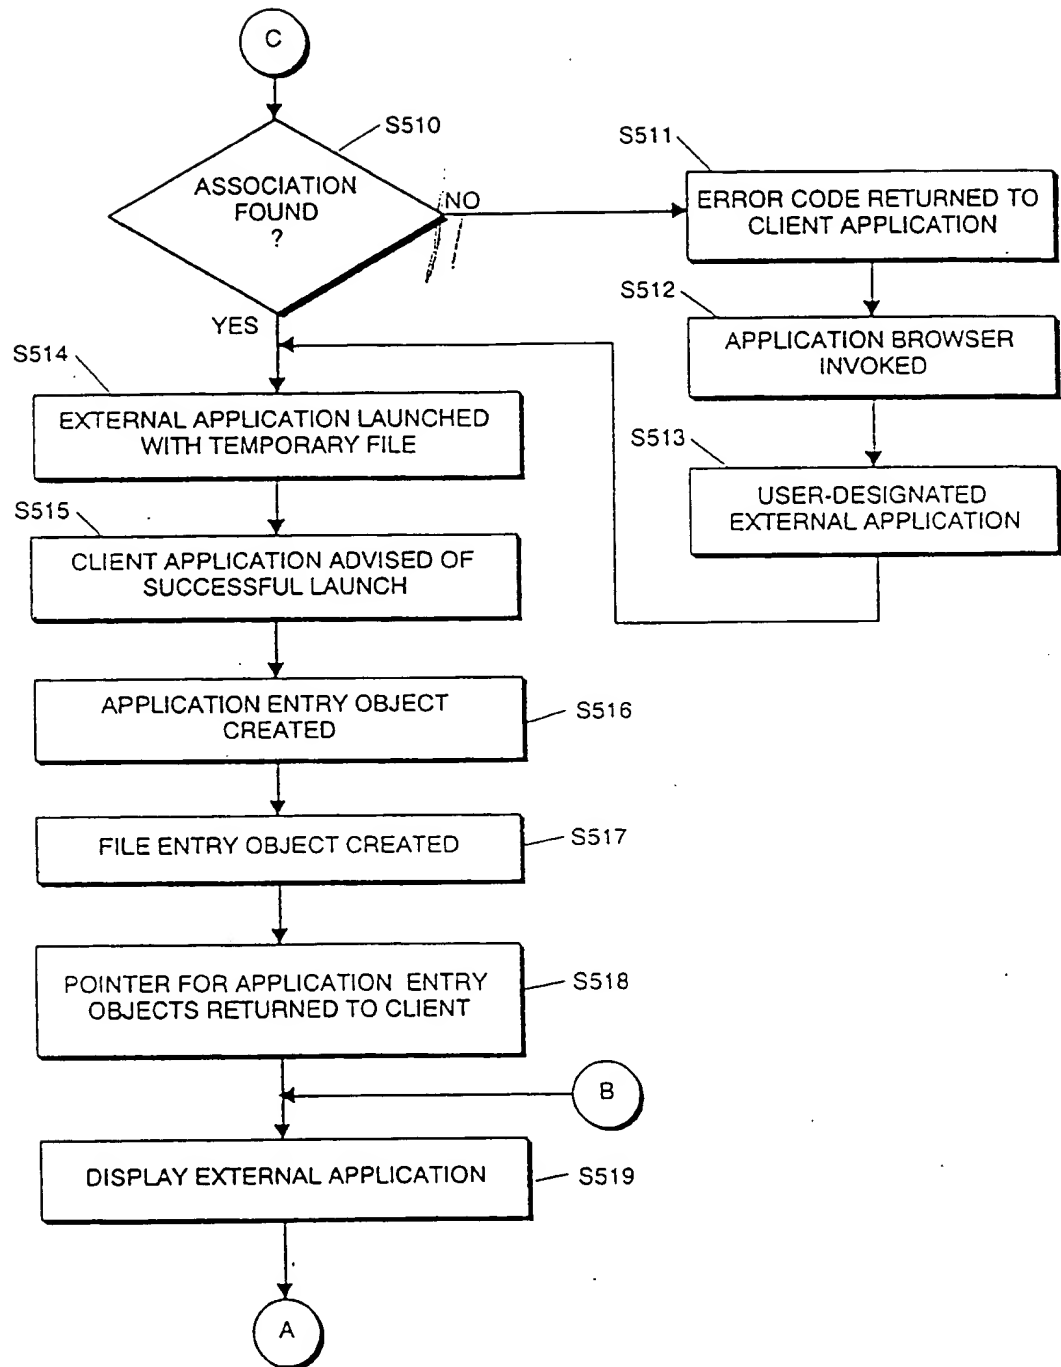 C
S510
ASSOCIATION
FOUND
?
NO
YES
S511
ERROR CODE RETURNED TO
CLIENT APPLICATION
S512
APPLICATION BROWSER
INVOKED
S513
USER-DESIGNATED
EXTERNAL APPLICATION
S514
EXTERNAL APPLICATION LAUNCHED
WITH TEMPORARY FILE
S515
CLIENT APPLICATION ADVISED OF
SUCCESSFUL LAUNCH
APPLICATION ENTRY OBJECT
CREATED
S516
FILE ENTRY OBJECT CREATED
S517
POINTER FOR APPLICATION ENTRY
OBJECTS RETURNED TO CLIENT
S518
B
DISPLAY EXTERNAL APPLICATION
S519
A